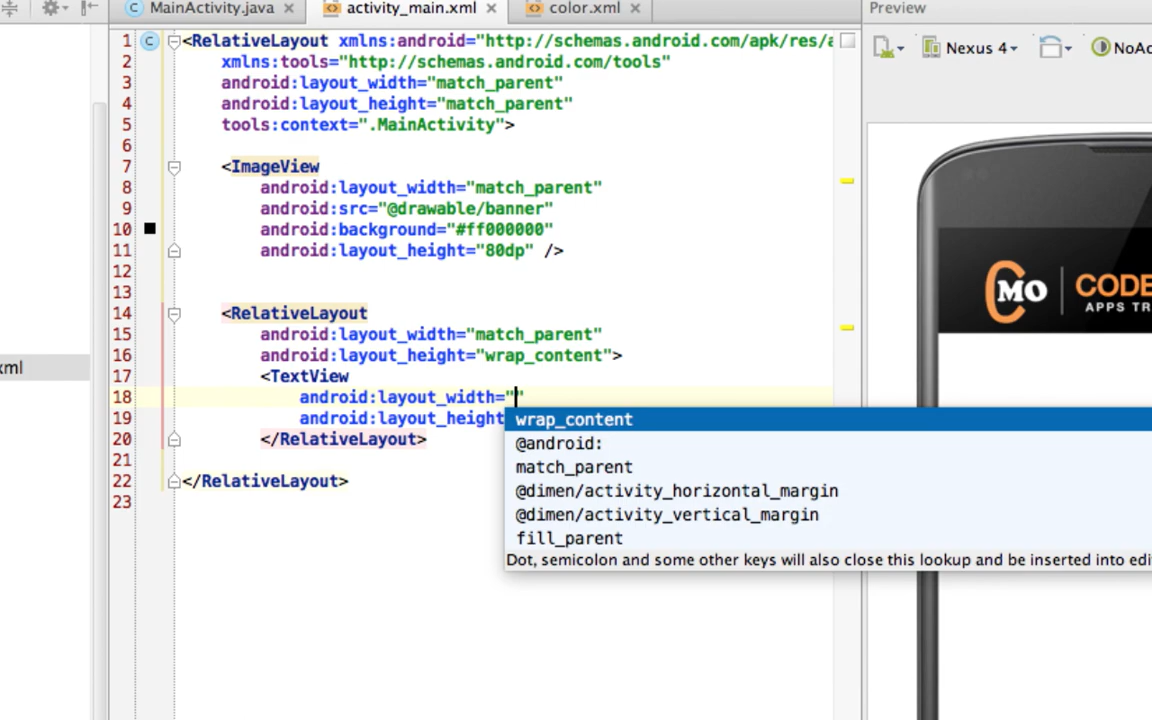 MainActivity.java
activity_main.xml
color.xml
Preview
Nexus 4
NoAc
1 <RelativeLayout xmlns:android="http://schemas.android.com/apk/res/a
2 xmlns:tools="http://schemas.android.com/tools"
3 android:layout_width="match_parent"
4 android:layout_height="match_parent"
5 tools:context=".MainActivity">
6
7 <ImageView
8 android:layout_width="match_parent"
9 android:src="@drawable/banner"
10 android:background="#ff000000"
11 android:layout_height="80dp" />
12
13
14 <RelativeLayout
15 android:layout_width="match_parent"
16 android:layout_height="wrap_content">
17 <TextView
18 android:layout_width=""
19 android:layout_height
20 </RelativeLayout>
21
22 </RelativeLayout>
23
xml
wrap_content
@android:
match_parent
@dimen/activity_horizontal_margin
@dimen/activity_vertical_margin
fill_parent
Dot, semicolon and some other keys will also close this lookup and be inserted into edi
CMO
CODE
APPS TR